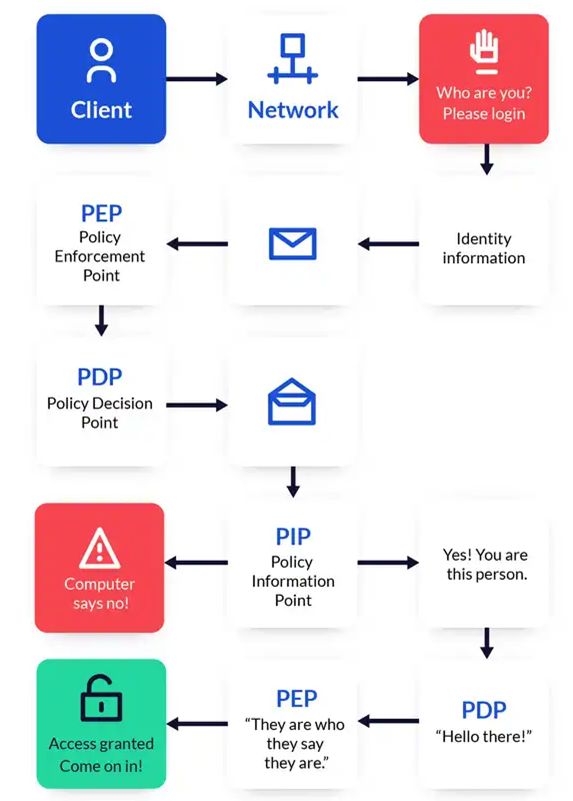 Client
Network
Who are you?
Please login
PEP
Policy
Enforcement
Point
Identity
information
PDP
Policy Decision
Point
Computer
says no!
PIP
Policy
Information
Point
Yes! You are
this person.
Access granted
Come on in!
PEP
“They are who
they say
they are.”
PDP
“Hello there!”